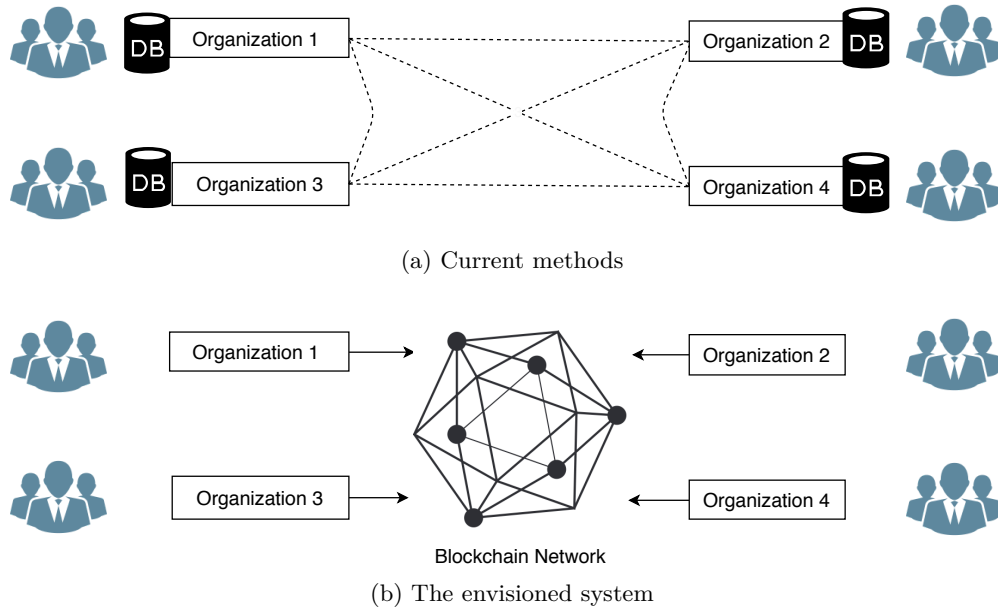 DB Organization 1 Organization 2 DB
DB Organization 3 Organization 4 DB
(a) Current methods
Organization 1 Organization 2
Organization 3 Organization 4
Blockchain Network
(b) The envisioned system